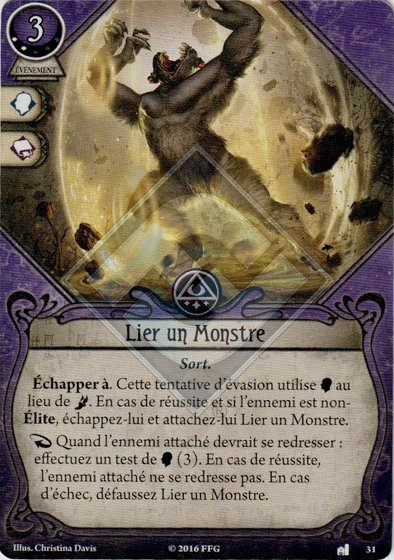 3
ÉVÉNEMENT
Lier un Monstre
Sort.
Échapper à. Cette tentative d'évasion utilise au
lieu de . En cas de réussite et si l'ennemi est non-
Élite, échappez-lui et attachez-lui Lier un Monstre.
Quand l'ennemi attaché devrait se redresser :
effectuez un test de (3). En cas de réussite,
l'ennemi attaché ne se redresse pas. En cas
d'échec, défaussez Lier un Monstre.
Illus. Christina Davis
© 2016 FFG
31